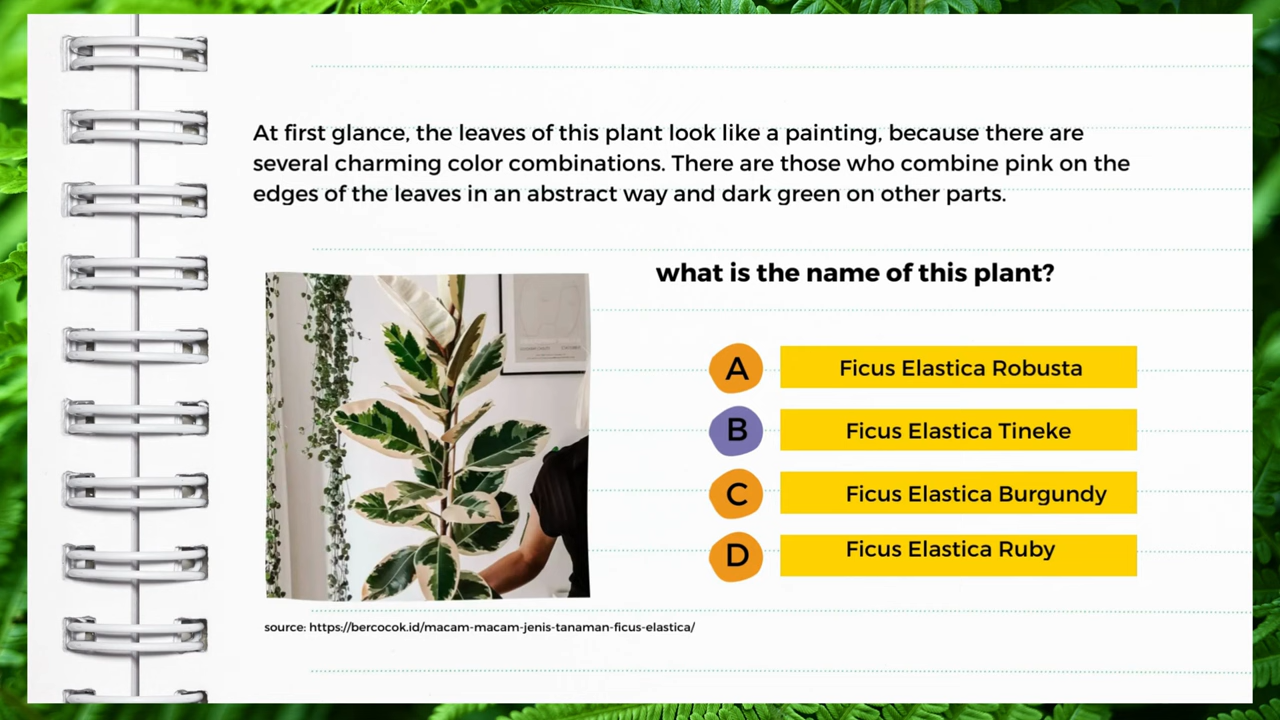 At first glance, the leaves of this plant look like a painting, because there are
several charming color combinations. There are those who combine pink on the
edges of the leaves in an abstract way and dark green on other parts.
what is the name of this plant?
A Ficus Elastica Robusta
B Ficus Elastica Tineke
C Ficus Elastica Burgundy
D Ficus Elastica Ruby
source: https://bercocok.id/macam-macam-jenis-tanaman-ficus-elastica/